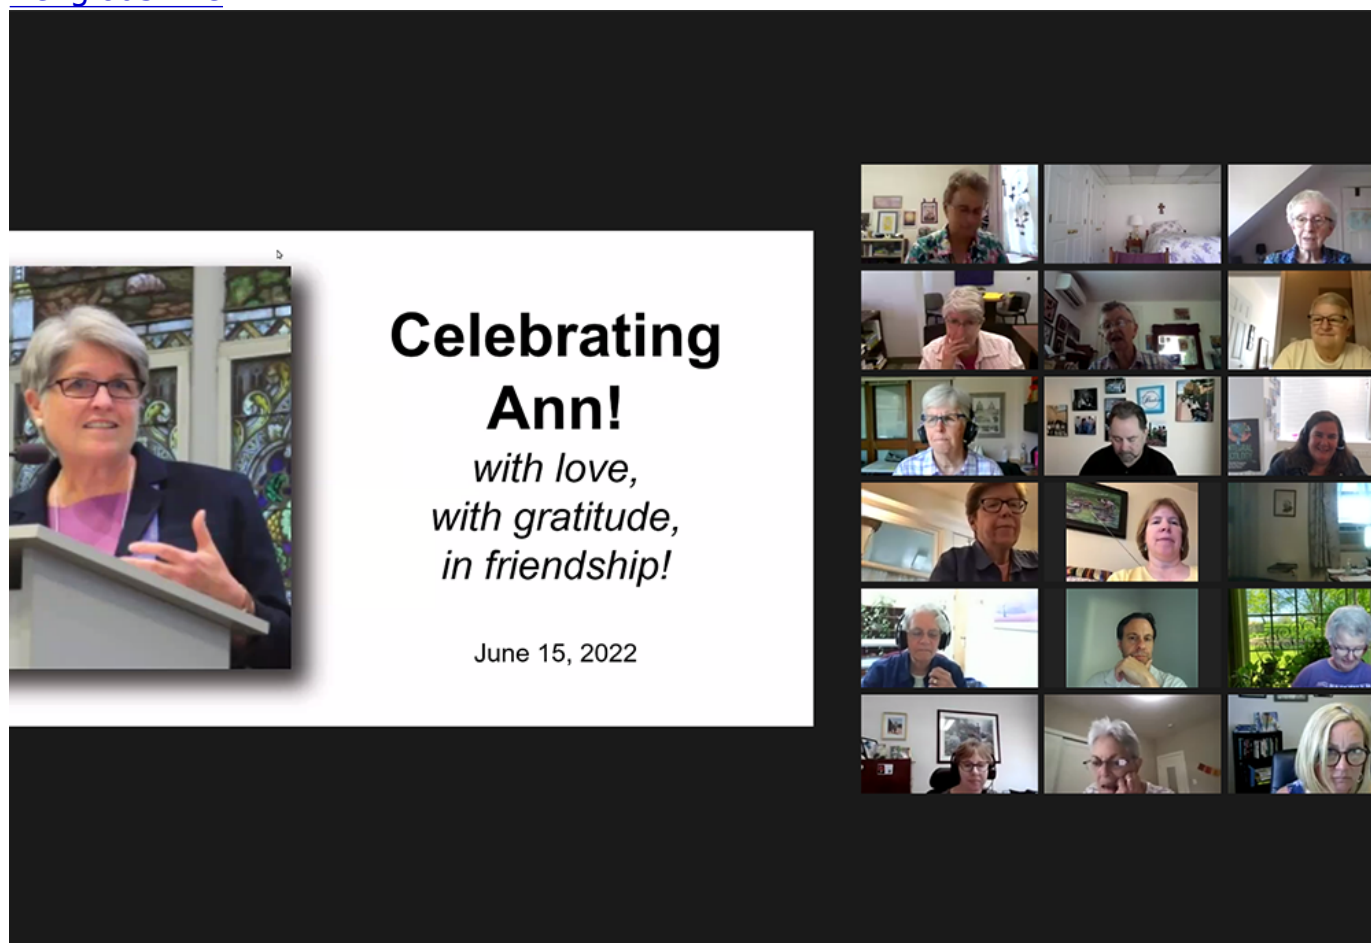 Celebrating
Ann!
with love,
with gratitude,
in friendship!
June 15, 2022